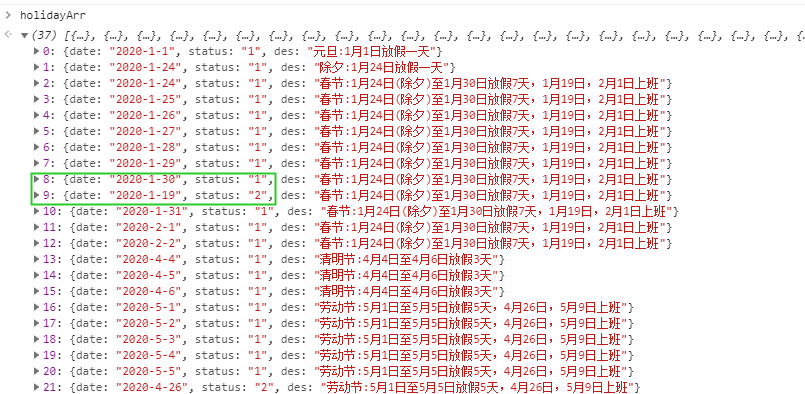 > holidayArr
(37) [{…}, {…}, {…}, {…}, {…}, {…}, {…}, {…}, {…}, {…}, {…}, {…}, {…}, {…}, {…}, {…}, {…}, {…}, {
0: {date: "2020-1-1", status: "1", des: "元旦:1月1日放假一天"}
1: {date: "2020-1-24", status: "1", des: "除夕:1月24日放假一天"}
2: {date: "2020-1-24", status: "1", des: "春节:1月24日(除夕)至1月30日放假7天，1月19日，2月1日上班"}
3: {date: "2020-1-25", status: "1", des: "春节:1月24日(除夕)至1月30日放假7天，1月19日，2月1日上班"}
4: {date: "2020-1-26", status: "1", des: "春节:1月24日(除夕)至1月30日放假7天，1月19日，2月1日上班"}
5: {date: "2020-1-27", status: "1", des: "春节:1月24日(除夕)至1月30日放假7天，1月19日，2月1日上班"}
6: {date: "2020-1-28", status: "1", des: "春节:1月24日(除夕)至1月30日放假7天，1月19日，2月1日上班"}
7: {date: "2020-1-29", status: "1", des: "春节:1月24日(除夕)至1月30日放假7天，1月19日，2月1日上班"}
8: {date: "2020-1-30", status: "1", des: "春节:1月24日(除夕)至1月30日放假7天，1月19日，2月1日上班"}
9: {date: "2020-1-19", status: "2", des: "春节:1月24日(除夕)至1月30日放假7天，1月19日，2月1日上班"}
10: {date: "2020-1-31", status: "1", des: "春节:1月24日(除夕)至1月30日放假7天，1月19日，2月1日上班"}
11: {date: "2020-2-1", status: "1", des: "春节:1月24日(除夕)至1月30日放假7天，1月19日，2月1日上班"}
12: {date: "2020-2-2", status: "1", des: "春节:1月24日(除夕)至1月30日放假7天，1月19日，2月1日上班"}
13: {date: "2020-4-4", status: "1", des: "清明节:4月4日至4月6日放假3天"}
14: {date: "2020-4-5", status: "1", des: "清明节:4月4日至4月6日放假3天"}
15: {date: "2020-4-6", status: "1", des: "清明节:4月4日至4月6日放假3天"}
16: {date: "2020-5-1", status: "1", des: "劳动节:5月1日至5月5日放假5天，4月26日，5月9日上班"}
17: {date: "2020-5-2", status: "1", des: "劳动节:5月1日至5月5日放假5天，4月26日，5月9日上班"}
18: {date: "2020-5-3", status: "1", des: "劳动节:5月1日至5月5日放假5天，4月26日，5月9日上班"}
19: {date: "2020-5-4", status: "1", des: "劳动节:5月1日至5月5日放假5天，4月26日，5月9日上班"}
20: {date: "2020-5-5", status: "1", des: "劳动节:5月1日至5月5日放假5天，4月26日，5月9日上班"}
21: {date: "2020-4-26", status: "2", des: "劳动节:5月1日至5月5日放假5天，4月26日，5月9日上班"}